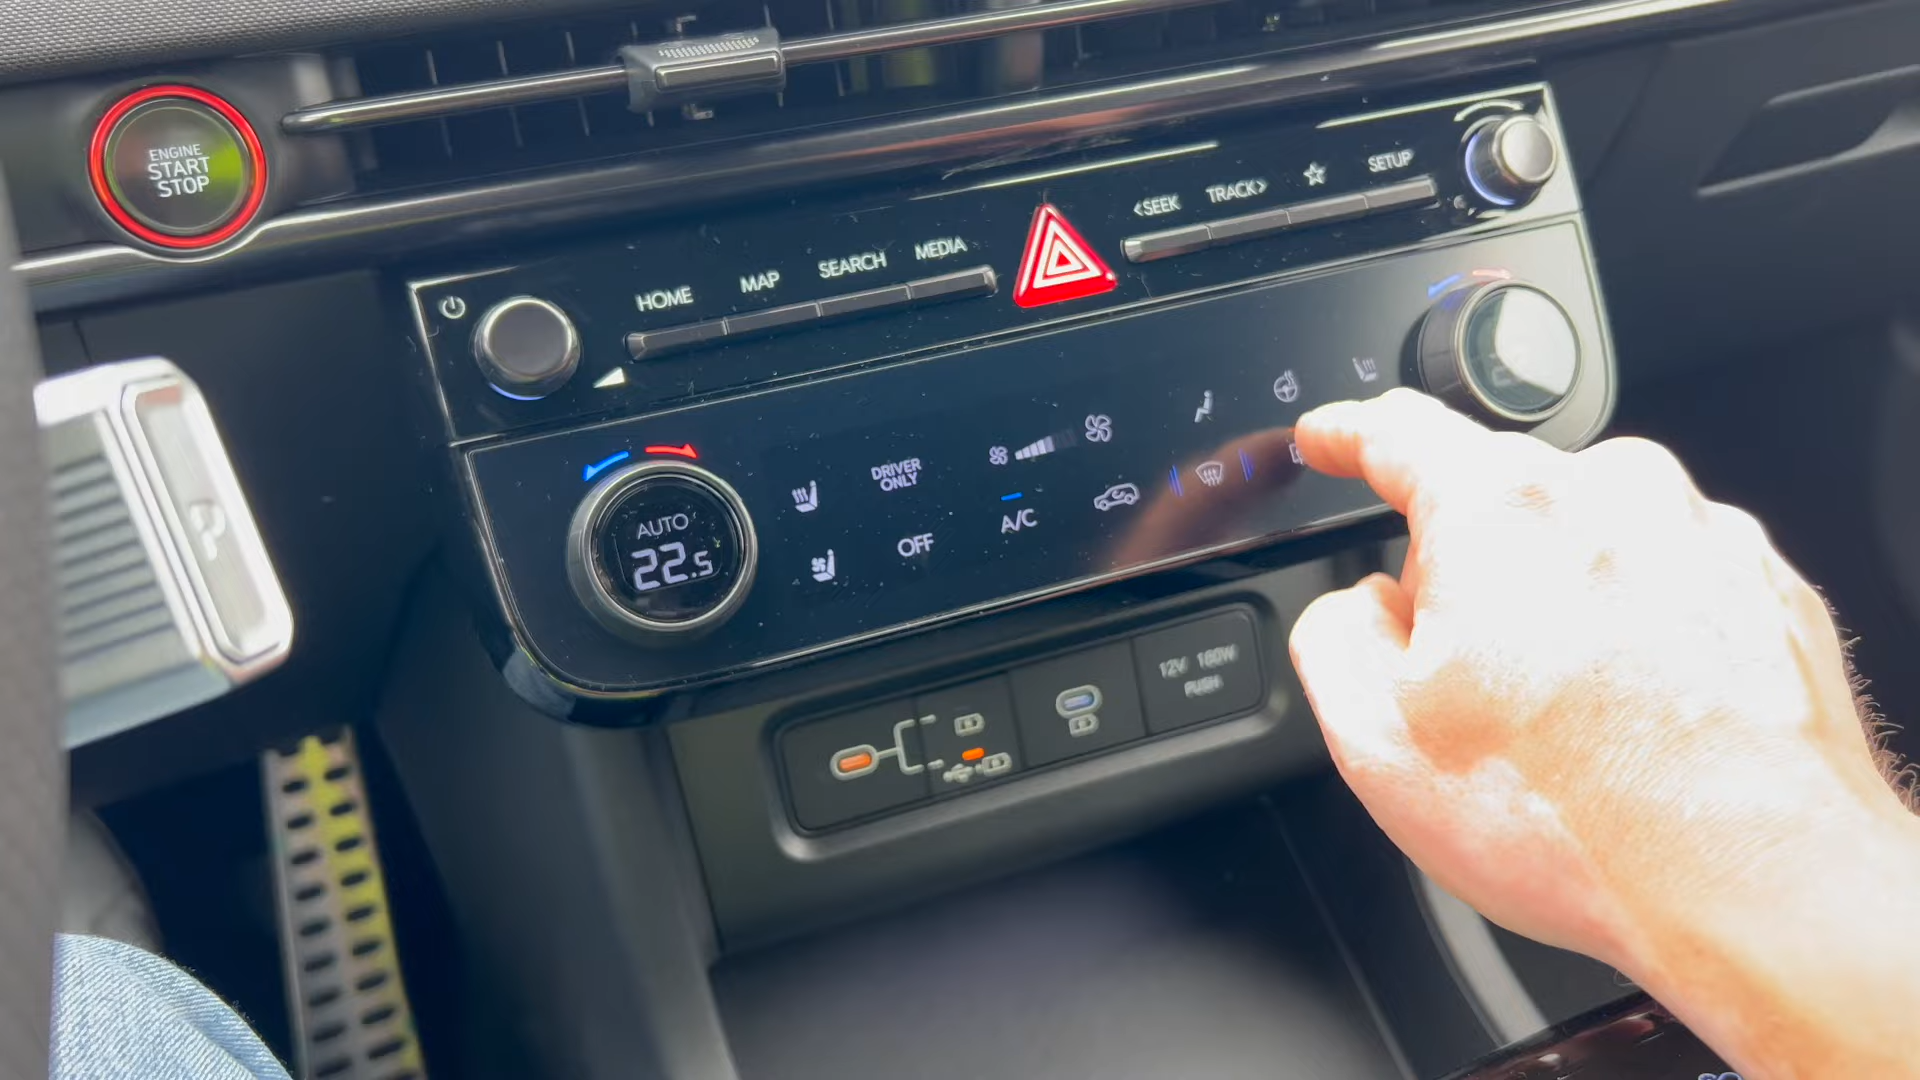 ENGINE
START
STOP
HOME
MAP
SEARCH
MEDIA
<SEEK
TRACK>
SETUP
AUTO
22.5
DRIVER
ONLY
OFF
A/C
12V 180W
PUSH
P